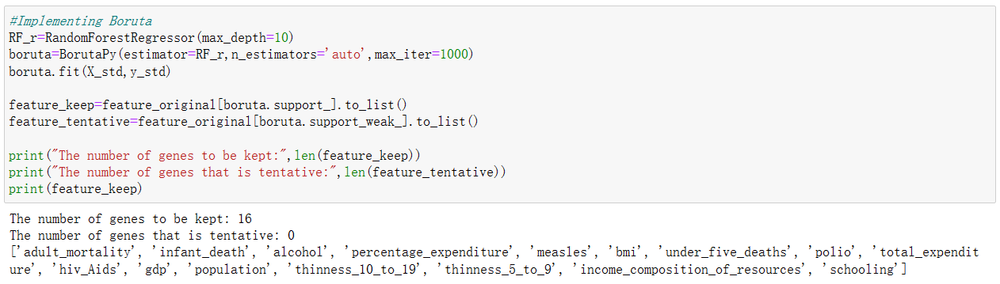 #Implementing Boruta
RF_r=RandomForestRegressor(max_depth=10)
boruta=BorutaPy(estimator=RF_r,n_estimators='auto',max_iter=1000)
boruta.fit(X_std,y_std)
feature_keep=feature_original[boruta.support_].to_list()
feature_tentative=feature_original[boruta.support_weak_].to_list()
print("The number of genes to be kept:",len(feature_keep))
print("The number of genes that is tentative:",len(feature_tentative))
print(feature_keep)
The number of genes to be kept: 16
The number of genes that is tentative: 0
['adult_mortality', 'infant_death', 'alcohol', 'percentage_expenditure', 'measles', 'bmi', 'under_five_deaths', 'polio', 'total_expendit
ure', 'hiv_Aids', 'gdp', 'population', 'thinness_10_to_19', 'thinness_5_to_9', 'income_composition_of_resources', 'schooling']